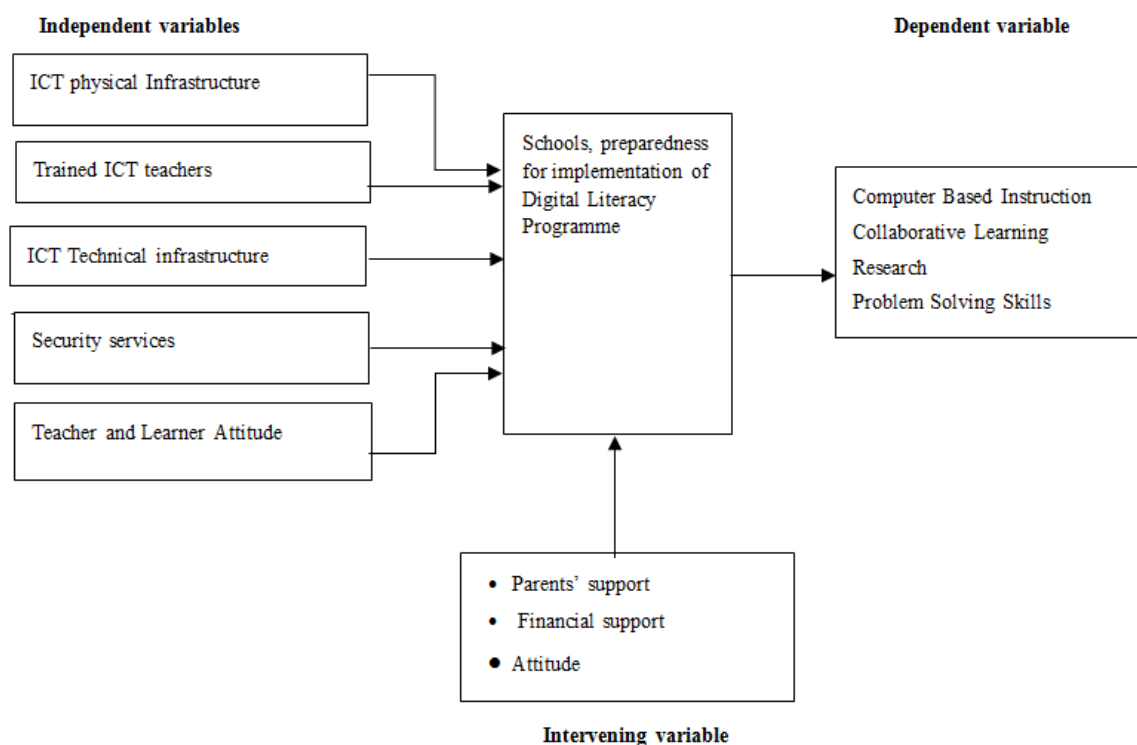 Independent variables
Dependent variable
ICT physical Infrastructure
Trained ICT teachers
ICT Technical infrastructure
Security services
Teacher and Learner Attitude
Schools, preparedness
for implementation of
Digital Literacy
Programme
Computer Based Instruction
Collaborative Learning
Research
Problem Solving Skills
• Parents’ support
• Financial support
• Attitude
Intervening variable